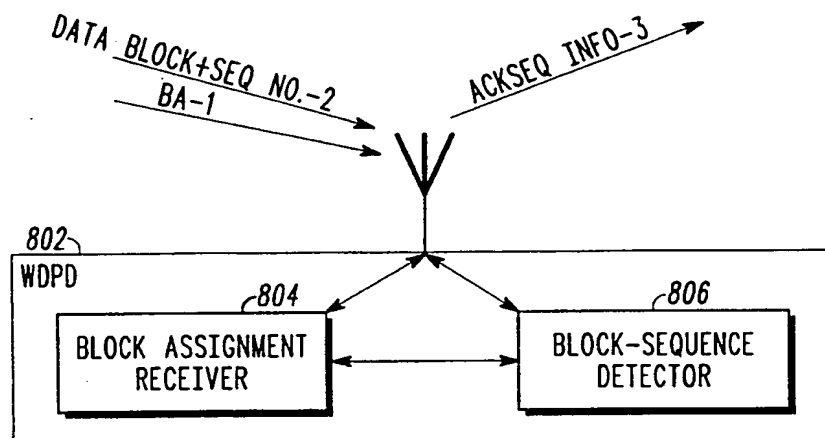 DATA BLOCK+SEQ NO.-2
BA-1
ACKSEQ INFO-3
802
WDPD
804
BLOCK ASSIGNMENT
RECEIVER
806
BLOCK-SEQUENCE
DETECTOR